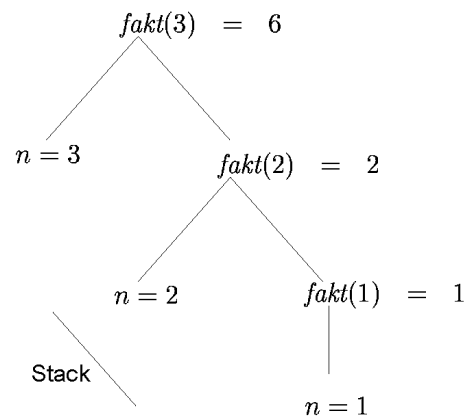 fakt(3) = 6
n = 3
fakt(2) = 2
n = 2
fakt(1) = 1
Stack
n = 1